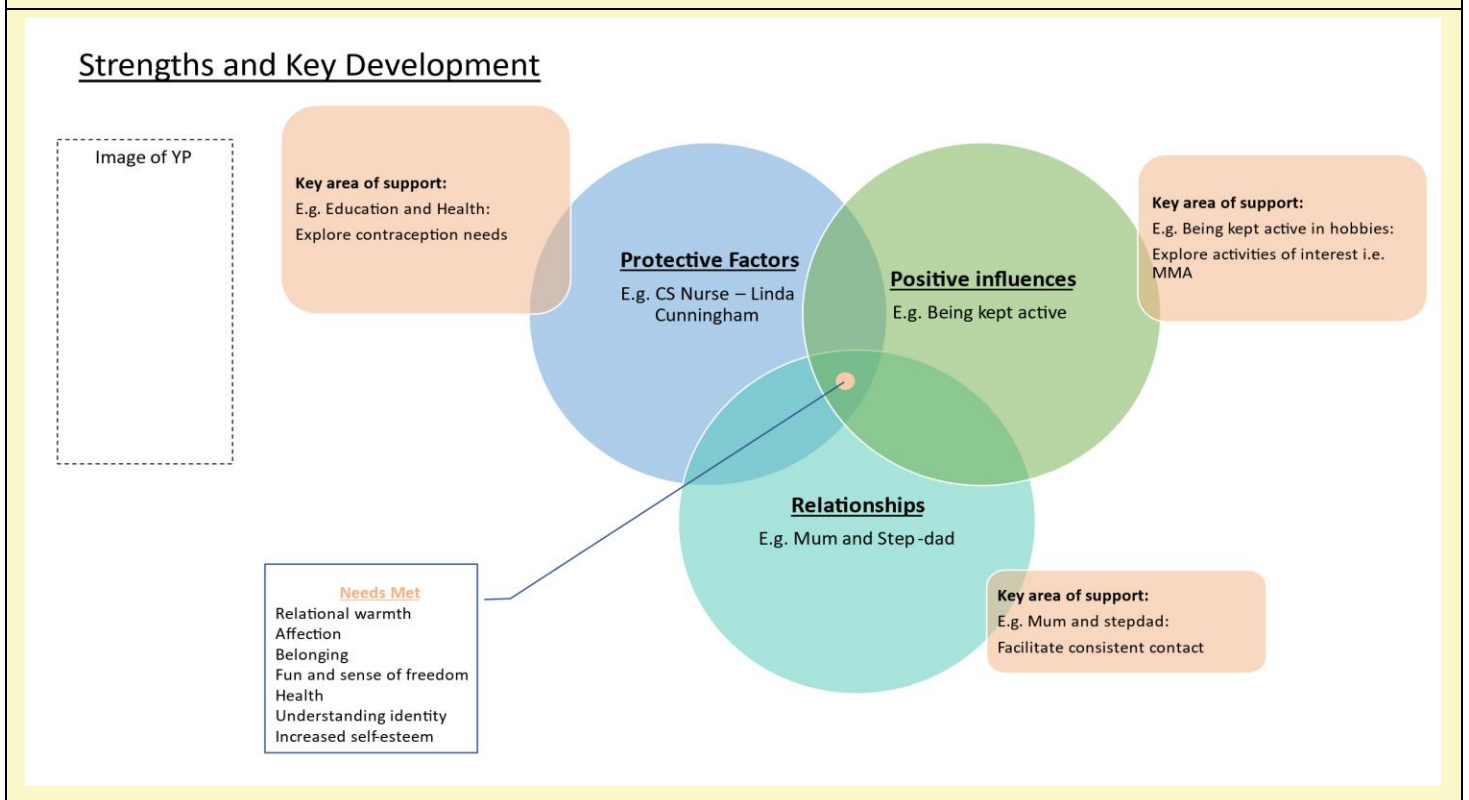 Strengths and Key Development
Image of YP
Key area of support:
E.g. Education and Health:
Explore contraception needs
Protective Factors
E.g. CS Nurse – Linda
Cunningham
Positive influences
E.g. Being kept active
Key area of support:
E.g. Being kept active in hobbies:
Explore activities of interest i.e.
MMA
Relationships
E.g. Mum and Step-dad
Key area of support:
E.g. Mum and stepdad:
Facilitate consistent contact
Needs Met
Relational warmth
Affection
Belonging
Fun and sense of freedom
Health
Understanding identity
Increased self-esteem